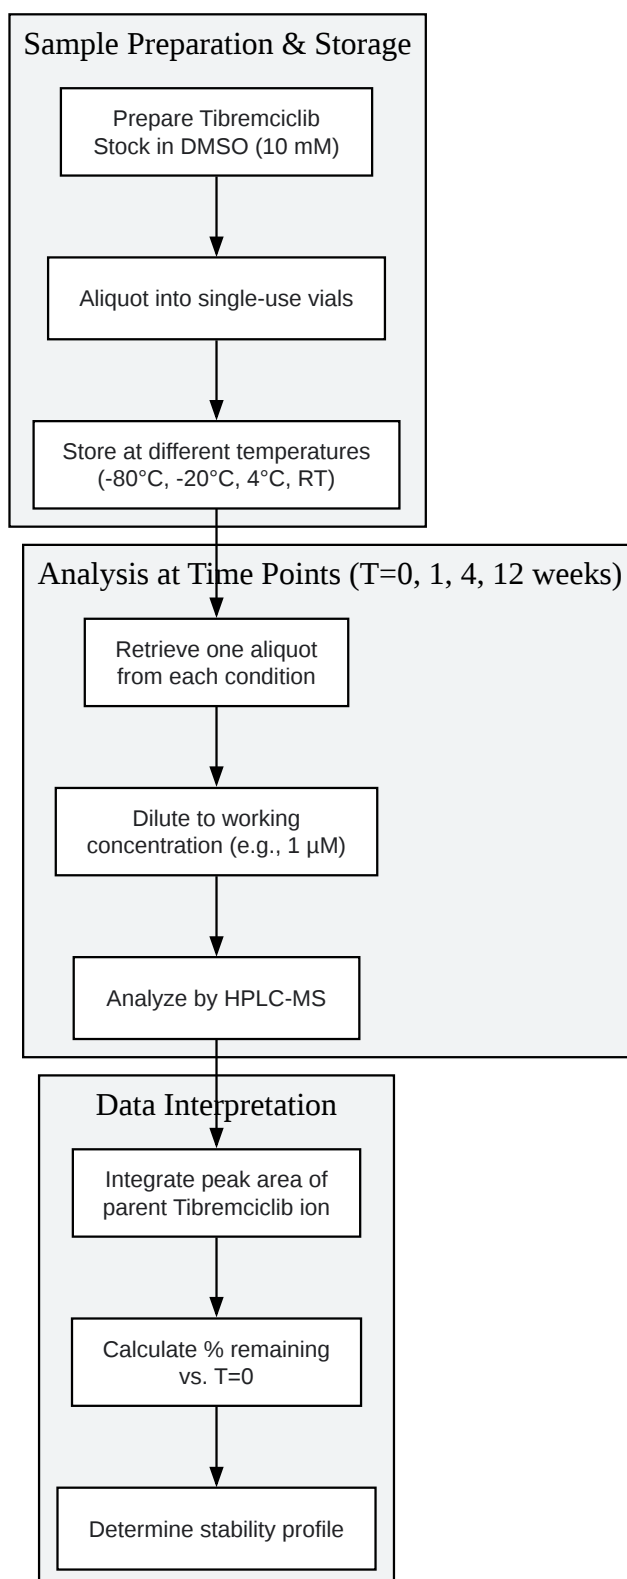 Sample Preparation & Storage
Prepare Tibremciclib
Stock in DMSO (10 mM)
Aliquot into single-use vials
Store at different temperatures
(-80°C, -20°C, 4°C, RT)
Analysis at Time Points (T=0, 1, 4, 12 weeks)
Retrieve one aliquot
from each condition
Dilute to working
concentration (e.g., 1 µM)
Analyze by HPLC-MS
Data Interpretation
Integrate peak area of
parent Tibremciclib ion
Calculate % remaining
vs. T=0
Determine stability profile